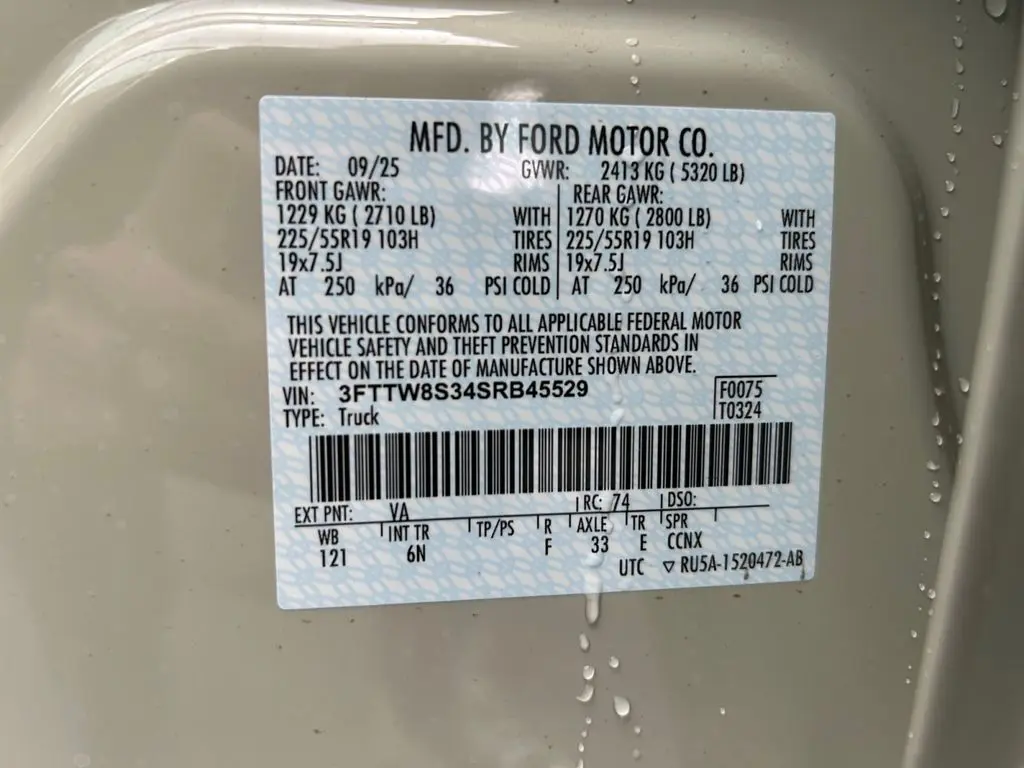 MFD. BY FORD MOTOR CO.
DATE: 09/25 GVWR: 2413 KG ( 5320 LB)
FRONT GAWR: REAR GAWR:
1229 KG ( 2710 LB) WITH 1270 KG ( 2800 LB) WITH
225/55R19 103H TIRES 225/55R19 103H TIRES
19x7.5J RIMS 19x7.5J RIMS
AT 250 kPa/ 36 PSI COLD AT 250 kPa/ 36 PSI COLD
THIS VEHICLE CONFORMS TO ALL APPLICABLE FEDERAL MOTOR
VEHICLE SAFETY AND THEFT PREVENTION STANDARDS IN
EFFECT ON THE DATE OF MANUFACTURE SHOWN ABOVE.
VIN: 3FTTW8S34SRB45529 F0075
TYPE: Truck T0324
EXT PNT: VA RC: 74 DSO:
WB INT TR TP/PS R AXLE TR SPR
121 6N F 33 E CCNX
UTC ▽ RU5A-1520472-AB